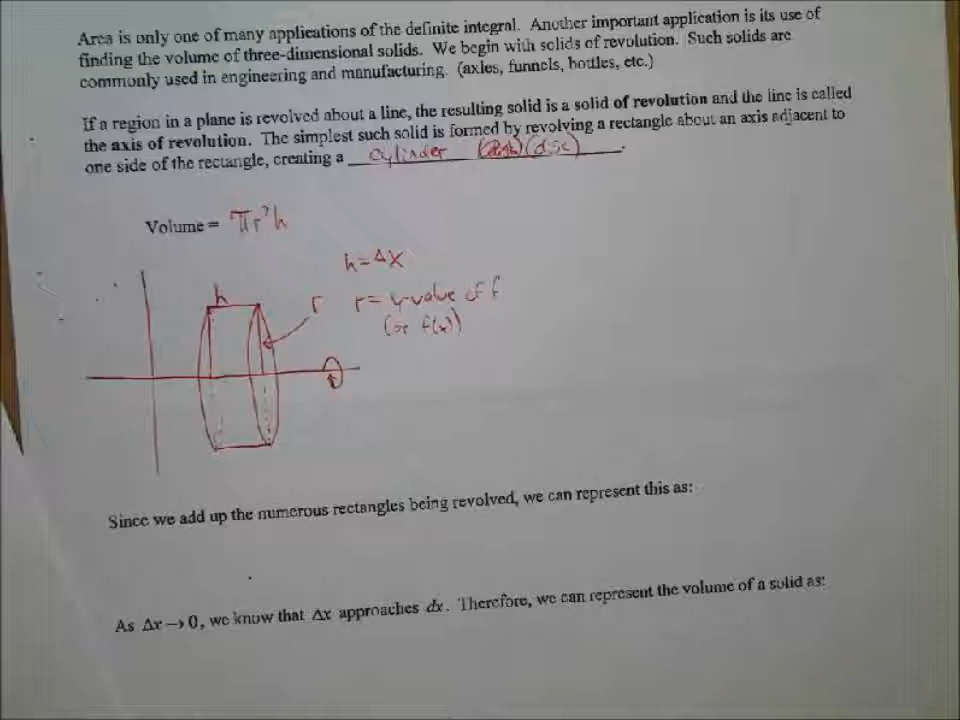 Area is only one of many applications of the definite integral. Another important application is its use of
finding the volume of three-dimensional solids. We begin with solids of revolution. Such solids are
commonly used in engineering and manufacturing. (axles, funnels, bottles, etc.)
If a region in a plane is revolved about a line, the resulting solid is a solid of revolution and the line is called
the axis of revolution. The simplest such solid is formed by revolving a rectangle about an axis adjacent to
one side of the rectangle, creating a cylinder (disc).
Volume = πr²h
h=Δx
h
r
r= y-value of f
(or f(x))
Since we add up the numerous rectangles being revolved, we can represent this as:
As Δx→0, we know that Δx approaches dx. Therefore, we can represent the volume of a solid as: